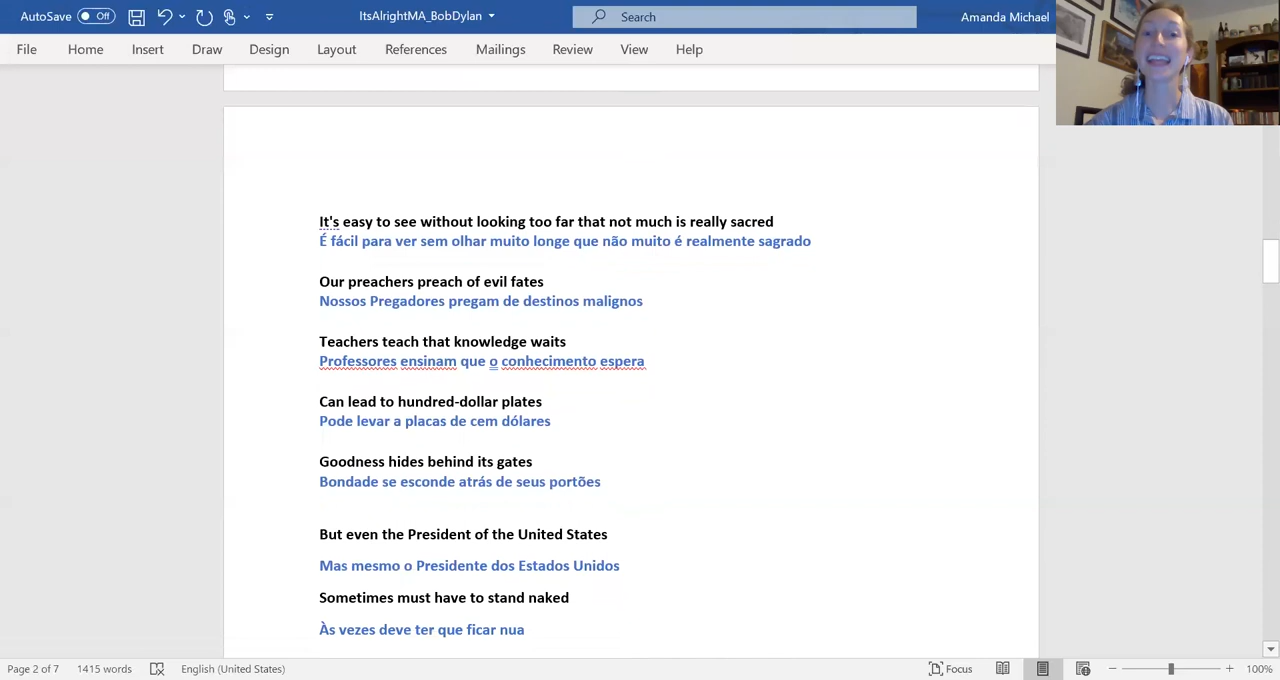 AutoSave Off ItsAlrightMA_BobDylan Search Amanda Michael
File Home Insert Draw Design Layout References Mailings Review View Help
It's easy to see without looking too far that not much is really sacred
É fácil para ver sem olhar muito longe que não muito é realmente sagrado
Our preachers preach of evil fates
Nossos Pregadores pregam de destinos malignos
Teachers teach that knowledge waits
Professores ensinam que o conhecimento espera
Can lead to hundred-dollar plates
Pode levar a placas de cem dólares
Goodness hides behind its gates
Bondade se esconde atrás de seus portões
But even the President of the United States
Mas mesmo o Presidente dos Estados Unidos
Sometimes must have to stand naked
Às vezes deve ter que ficar nua
Page 2 of 7 1415 words English (United States) Focus 100%